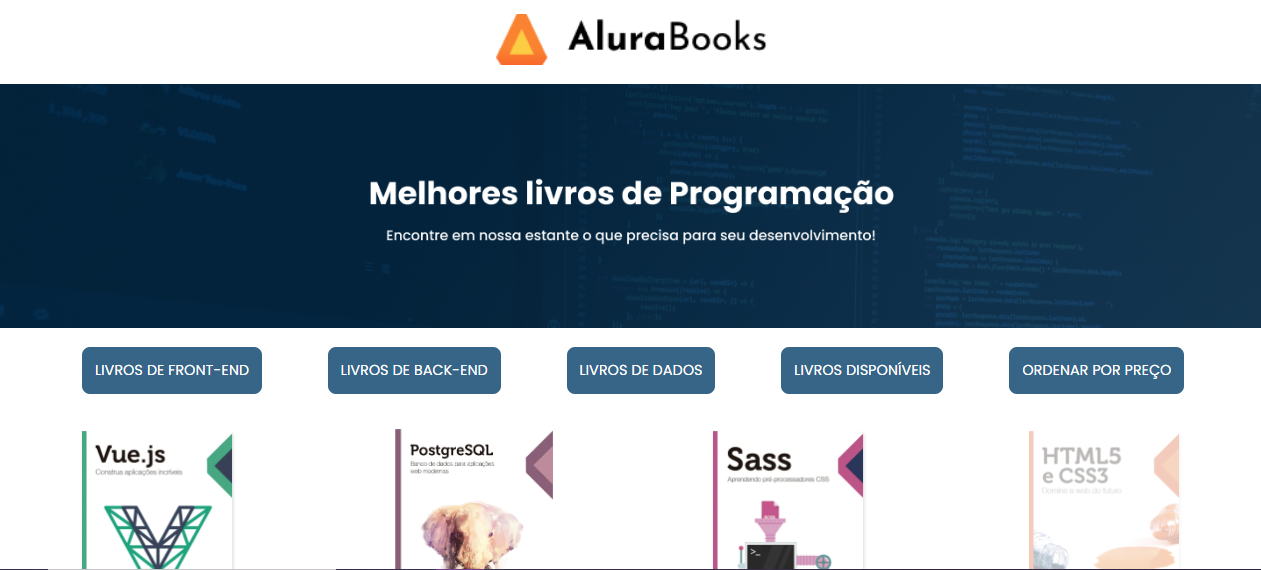 AluraBooks
Melhores livros de Programação
Encontre em nossa estante o que precisa para seu desenvolvimento!
LIVROS DE FRONT-END
LIVROS DE BACK-END
LIVROS DE DADOS
LIVROS DISPONÍVEIS
ORDENAR POR PREÇO
Vue.js
Construa aplicações incríveis
PostgreSQL
Banco de dados para aplicações
web modernas
Sass
Aprendendo pré-processadores CSS
HTML5
e CSS3
Domine a web do futuro
>_